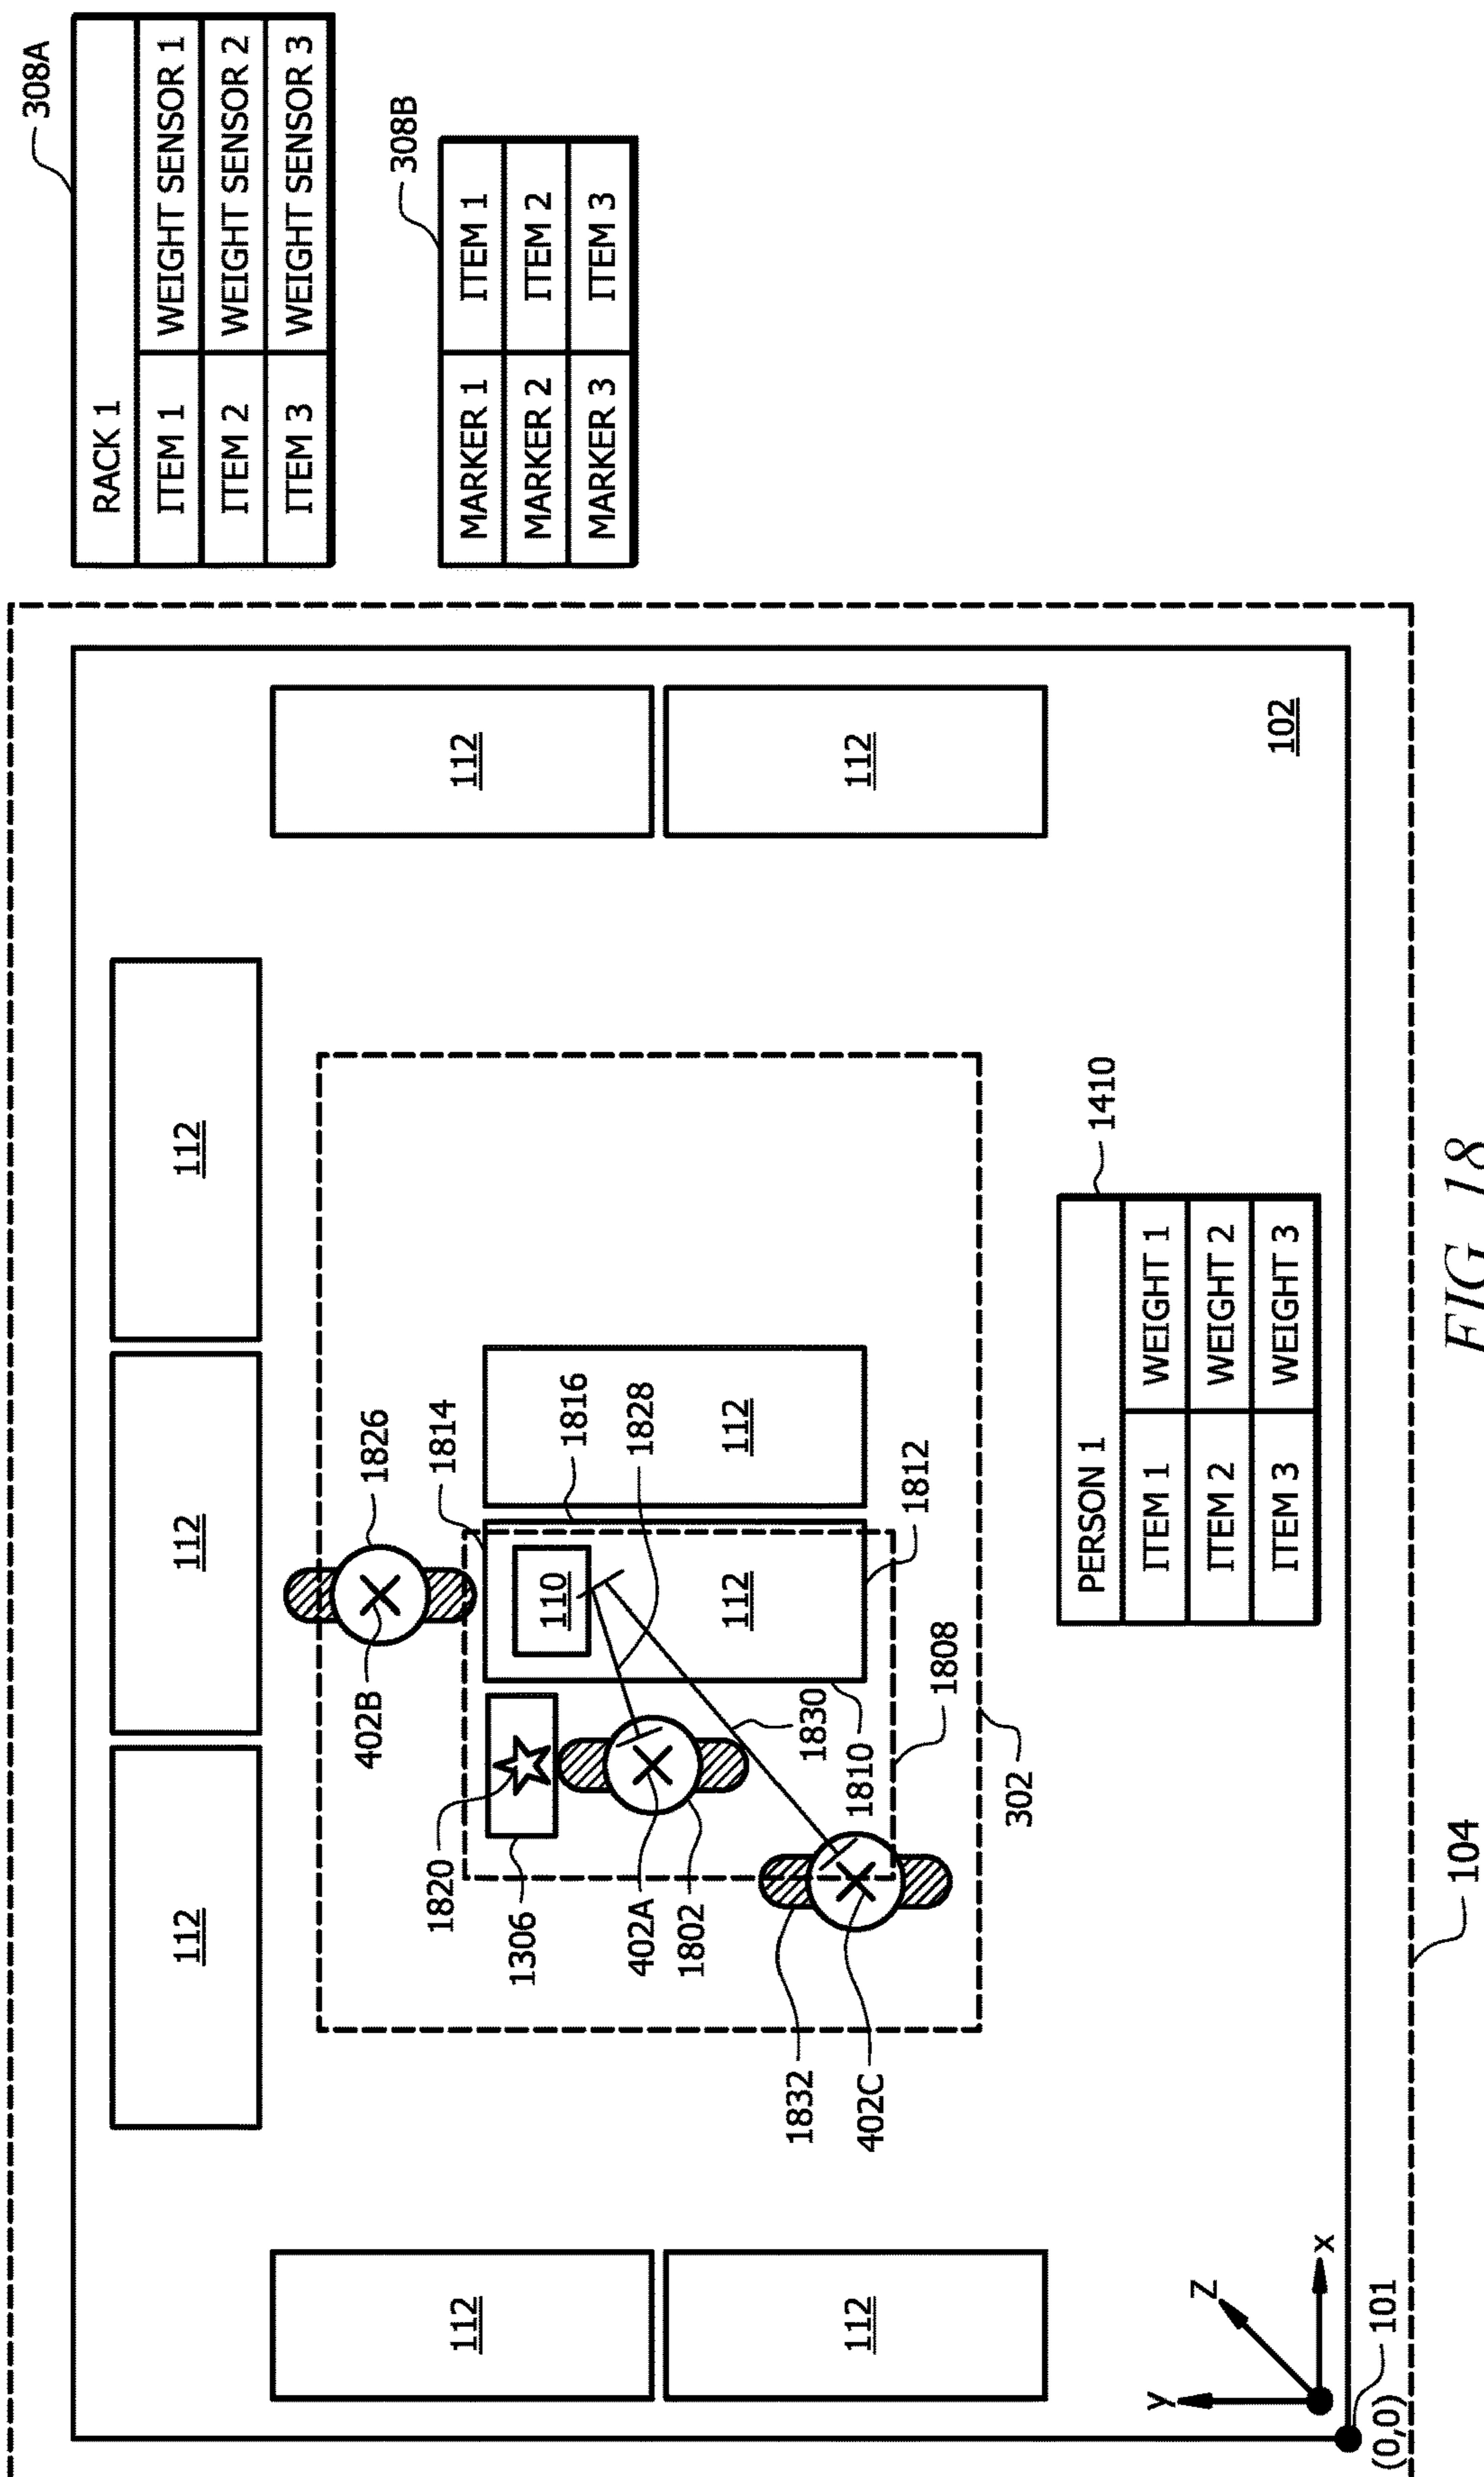 112
112
112
112
112
112
112
302
1826
402B
1814
1816
1828
1820
1306
402A
1802
110
112
112
1830
1832
402C
1810
1808
1812
1410
PERSON 1
ITEM 1 WEIGHT 1
ITEM 2 WEIGHT 2
ITEM 3 WEIGHT 3
102
y
Z
x
(0,0)
101
104
308A
RACK 1
ITEM 1 WEIGHT SENSOR 1
ITEM 2 WEIGHT SENSOR 2
ITEM 3 WEIGHT SENSOR 3
308B
MARKER 1 ITEM 1
MARKER 2 ITEM 2
MARKER 3 ITEM 3
FIG. 18